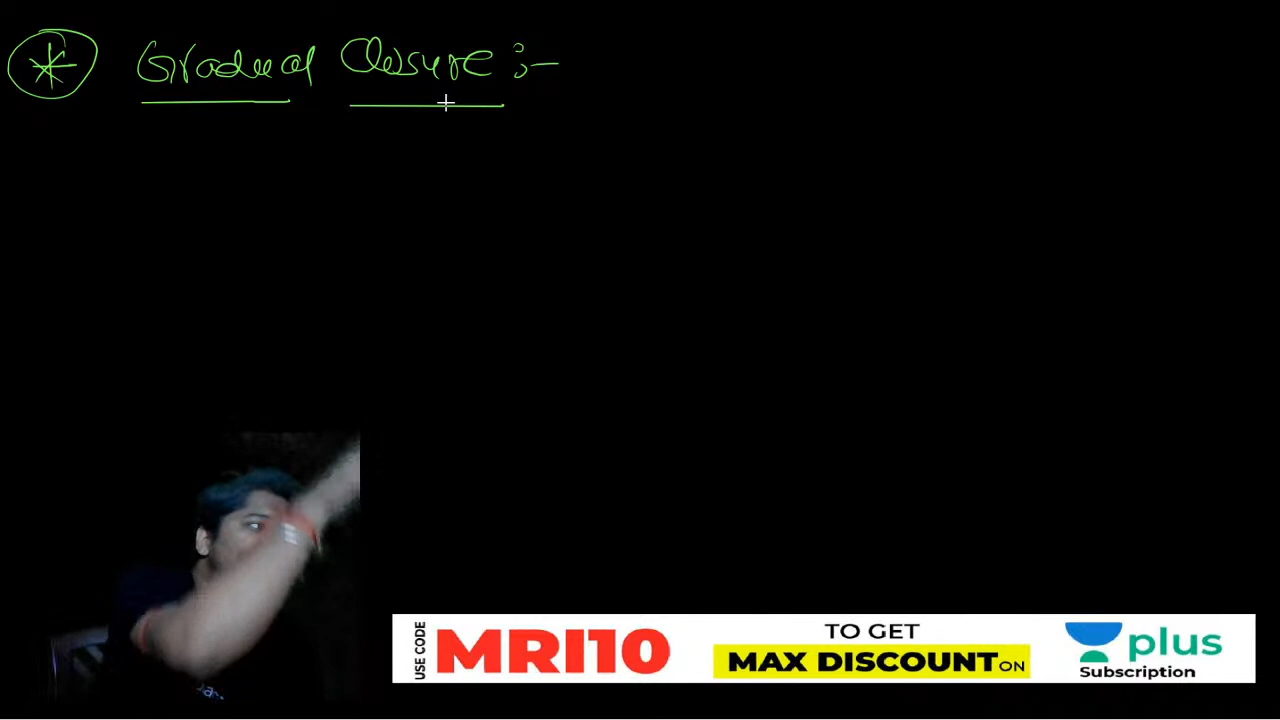 * Gradual Closure :-
USE CODE MRI10 TO GET MAX DISCOUNT ON plus Subscription